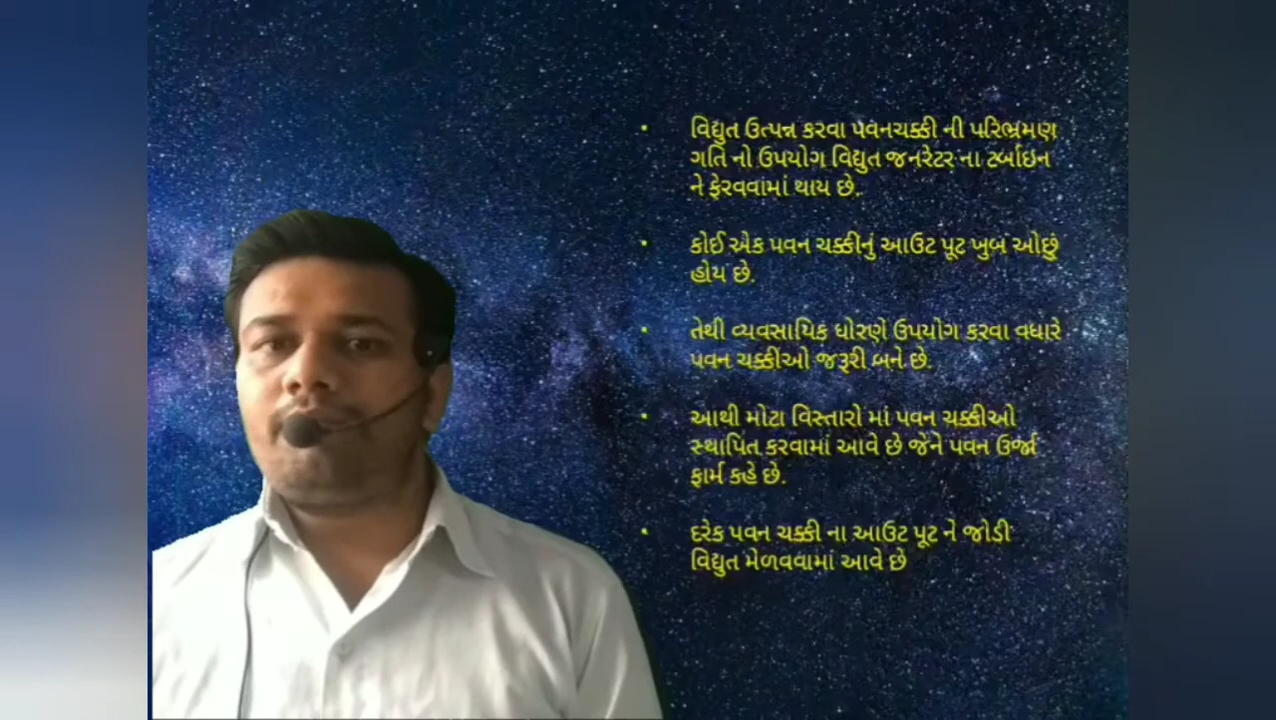 વિદ્યુત ઉત્પન્ન કરવા પવનચક્કી ની પરિભ્રમણ
ગતિ નો ઉપયોગ વિદ્યુત જનરેટર ના ટર્બાઇન
ને ફેરવવામાં થાય છે.
કોઈ એક પવન ચક્કીનું આઉટ પૂટ ખુબ ઓછું
હોય છે.
તેથી વ્યવસાયિક ધોરણે ઉપયોગ કરવા વધારે
પવન ચક્કીઓ જરૂરી બને છે.
આથી મોટા વિસ્તારો માં પવન ચક્કીઓ
સ્થાપિત કરવામાં આવે છે જેને પવન ઉર્જા
ફાર્મ કહે છે.
દરેક પવન ચક્કી ના આઉટ પૂટ ને જોડી
વિદ્યુત મેળવવામાં આવે છે